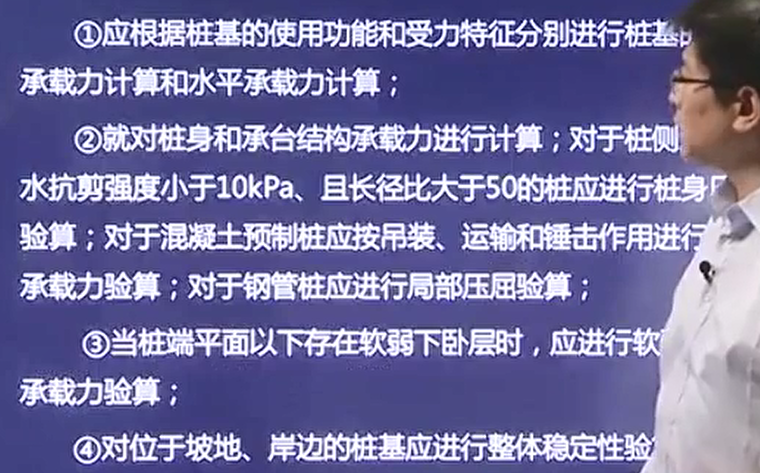 ①应根据桩基的使用功能和受力特征分别进行桩基的
承载力计算和水平承载力计算；
②就对桩身和承台结构承载力进行计算；对于桩侧
水抗剪强度小于10kPa、且长径比大于50的桩应进行桩身
验算；对于混凝土预制桩应按吊装、运输和锤击作用进行
承载力验算；对于钢管桩应进行局部压屈验算；
③当桩端平面以下存在软弱下卧层时，应进行软
承载力验算；
④对位于坡地、岸边的桩基应进行整体稳定性验